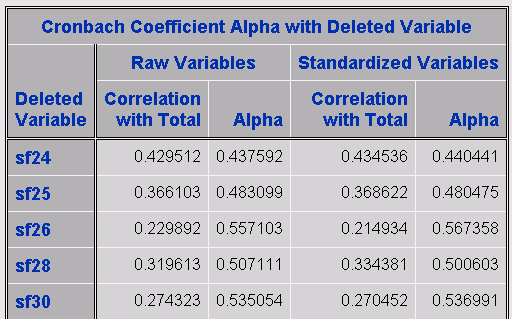 Cronbach Coefficient Alpha with Deleted Variable
Raw Variables Standardized Variables
Deleted Variable Correlation with Total Alpha Correlation with Total Alpha
sf24 0.429512 0.437592 0.434536 0.440441
sf25 0.366103 0.483099 0.368622 0.480475
sf26 0.229892 0.557103 0.214934 0.567358
sf28 0.319613 0.507111 0.334381 0.500603
sf30 0.274323 0.535054 0.270452 0.536991